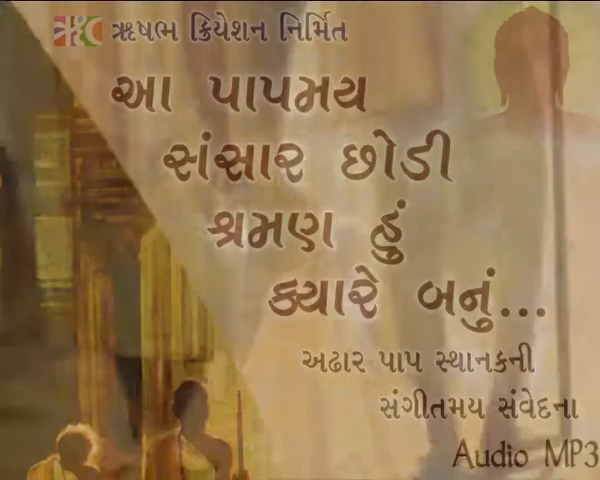 ઋષભ ક્રિયેશન નિર્મિત
આ પાપમય
સંસાર છોડી
શ્રમણ હું
ક્યારે બનું...
અઢાર પાપ સ્થાનકની
સંગીતમય સંવેદના
Audio MP3